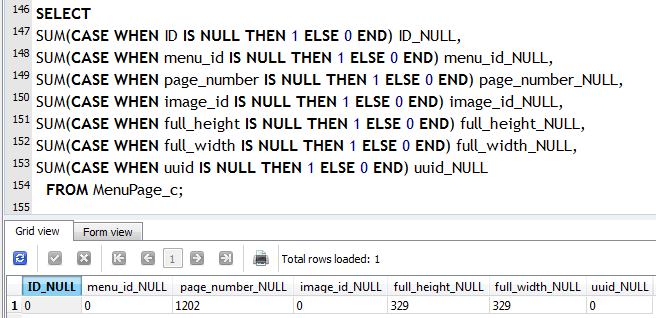 146 SELECT
147 SUM(CASE WHEN ID IS NULL THEN 1 ELSE 0 END) ID_NULL,
148 SUM(CASE WHEN menu_id IS NULL THEN 1 ELSE 0 END) menu_id_NULL,
149 SUM(CASE WHEN page_number IS NULL THEN 1 ELSE 0 END) page_number_NULL,
150 SUM(CASE WHEN image_id IS NULL THEN 1 ELSE 0 END) image_id_NULL,
151 SUM(CASE WHEN full_height IS NULL THEN 1 ELSE 0 END) full_height_NULL,
152 SUM(CASE WHEN full_width IS NULL THEN 1 ELSE 0 END) full_width_NULL,
153 SUM(CASE WHEN uuid IS NULL THEN 1 ELSE 0 END) uuid_NULL
154 FROM MenuPage_c;
155
Grid view Form view
1 Total rows loaded: 1
ID_NULL menu_id_NULL page_number_NULL image_id_NULL full_height_NULL full_width_NULL uuid_NULL
1 0 0 1202 0 329 329 0